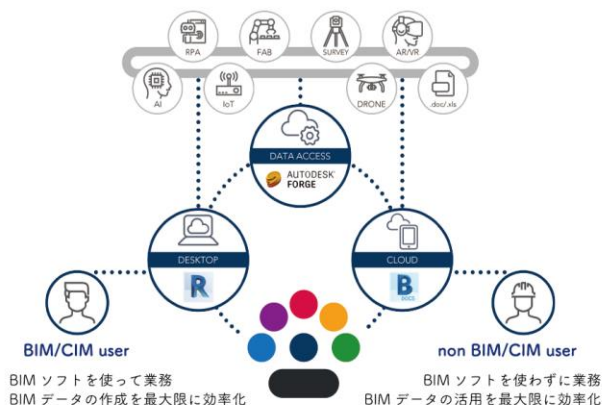 RPA
FAB
SURVEY
AR/VR
AI
IoT
DRONE
.doc/.xls
DATA ACCESS
AUTODESK
FORGE
DESKTOP
R
CLOUD
B
DOCS
BIM/CIM user
non BIM/CIM user
BIM ソフトを使って業務
BIM データの作成を最大限に効率化
BIM ソフトを使わずに業務
BIM データの活用を最大限に効率化